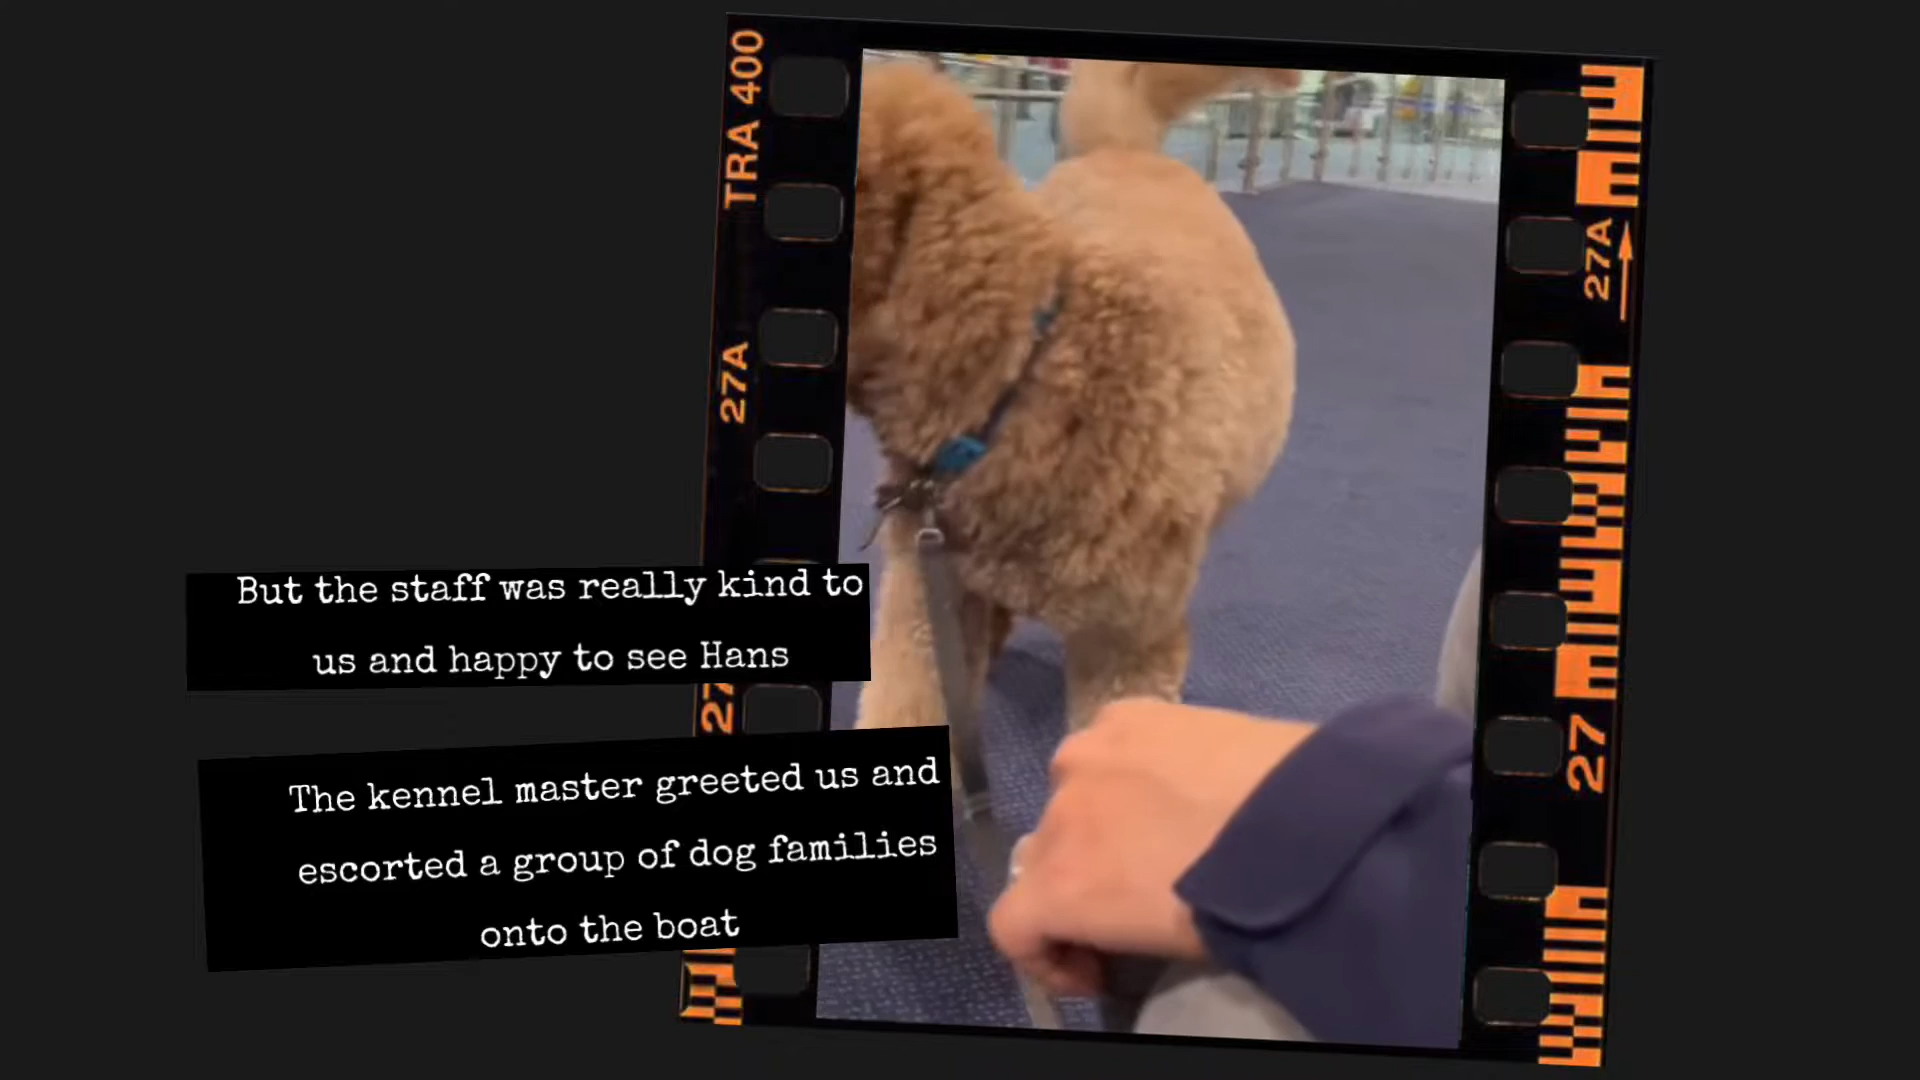 TRA 400
27A
27
But the staff was really kind to
us and happy to see Hans
The kennel master greeted us and
escorted a group of dog families
onto the boat
27A
27